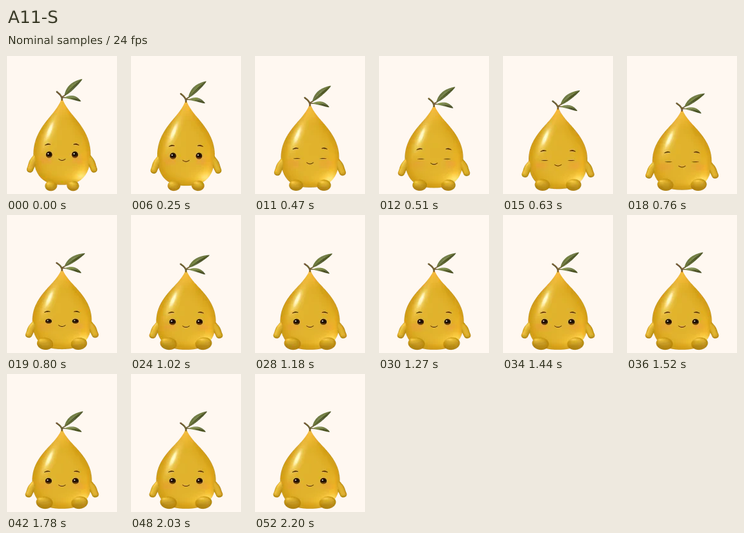 A11-S
Nominal samples / 24 fps
000 0.00 s
006 0.25 s
011 0.47 s
012 0.51 s
015 0.63 s
018 0.76 s
019 0.80 s
024 1.02 s
028 1.18 s
030 1.27 s
034 1.44 s
036 1.52 s
042 1.78 s
048 2.03 s
052 2.20 s